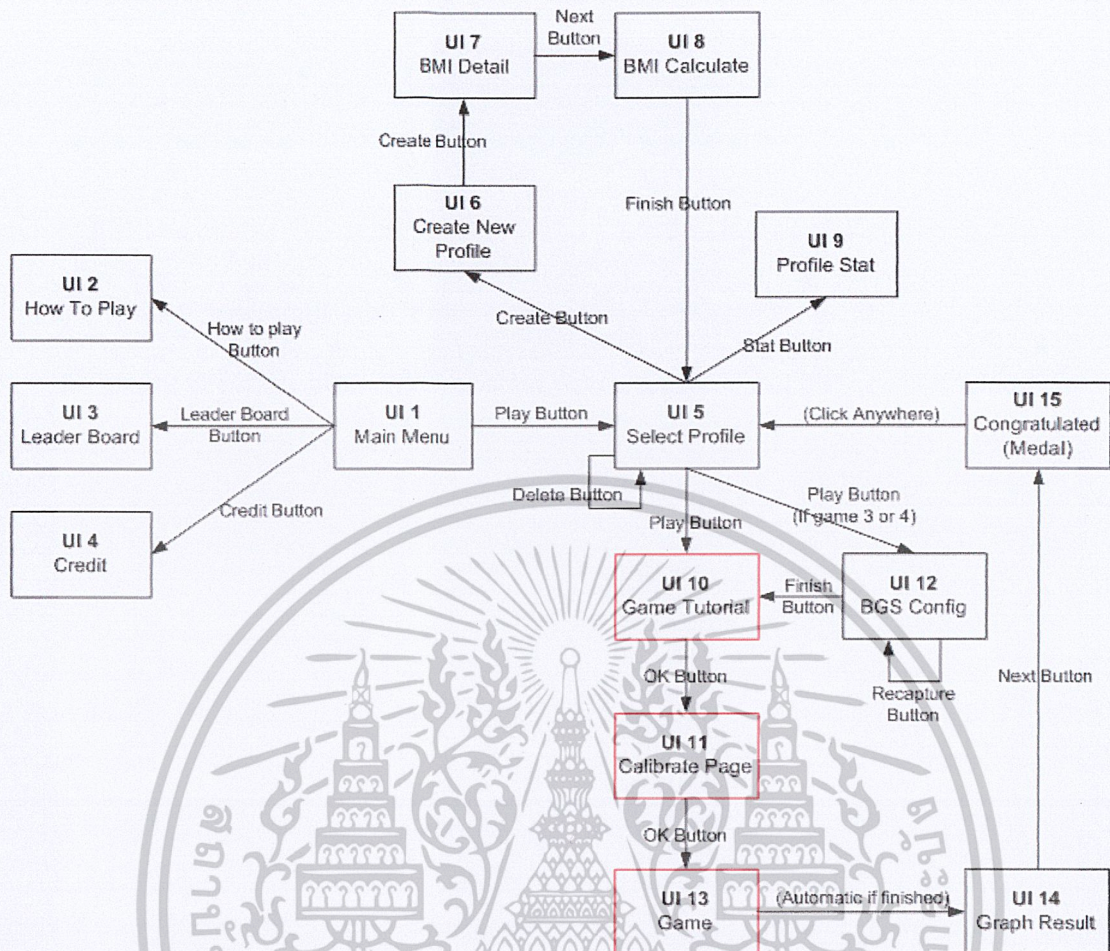 UI 7
BMI Detail
Next
Button
UI 8
BMI Calculate
Create Button
UI 6
Create New
Profile
Finish Button
UI 9
Profile Stat
UI 2
How To Play
How to play
Button
Create Button
Stat Button
UI 3
Leader Board
Leader Board
Button
UI 1
Main Menu
Play Button
UI 5
Select Profile
(Click Anywhere)
UI 15
Congratulated
(Medal)
Delete Button
Play Button
Play Button
(If game 3 or 4)
Credit Button
UI 4
Credit
UI 10
Game Tutorial
Finish
Button
UI 12
BGS Config
OK Button
Recapture
Button
Next Button
UI 11
Calibrate Page
OK Button
UI 13
Game
(Automatic if finished)
UI 14
Graph Result